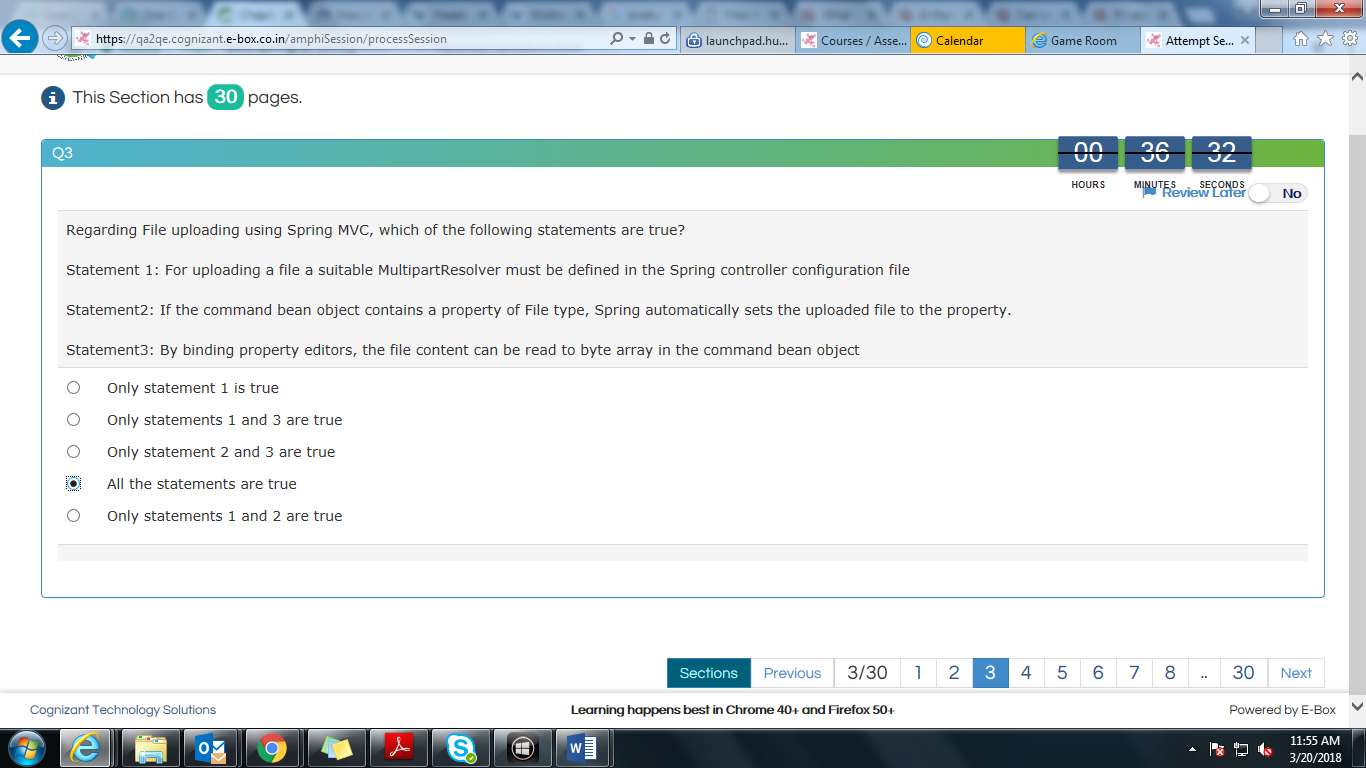 https://qa2qe.cognizant.e-box.co.in/amphiSession/processSession
launchpad.hu...
Courses / Asse...
Calendar
Game Room
Attempt Se...
This Section has 30 pages.
Q3
00 36 32
HOURS MINUTES SECONDS
Review Later No
Regarding File uploading using Spring MVC, which of the following statements are true?
Statement 1: For uploading a file a suitable MultipartResolver must be defined in the Spring controller configuration file
Statement2: If the command bean object contains a property of File type, Spring automatically sets the uploaded file to the property.
Statement3: By binding property editors, the file content can be read to byte array in the command bean object
Only statement 1 is true
Only statements 1 and 3 are true
Only statement 2 and 3 are true
All the statements are true
Only statements 1 and 2 are true
Sections Previous 3/30 1 2 3 4 5 6 7 8 .. 30 Next
Cognizant Technology Solutions
Learning happens best in Chrome 40+ and Firefox 50+
Powered by E-Box
11:55 AM
3/20/2018